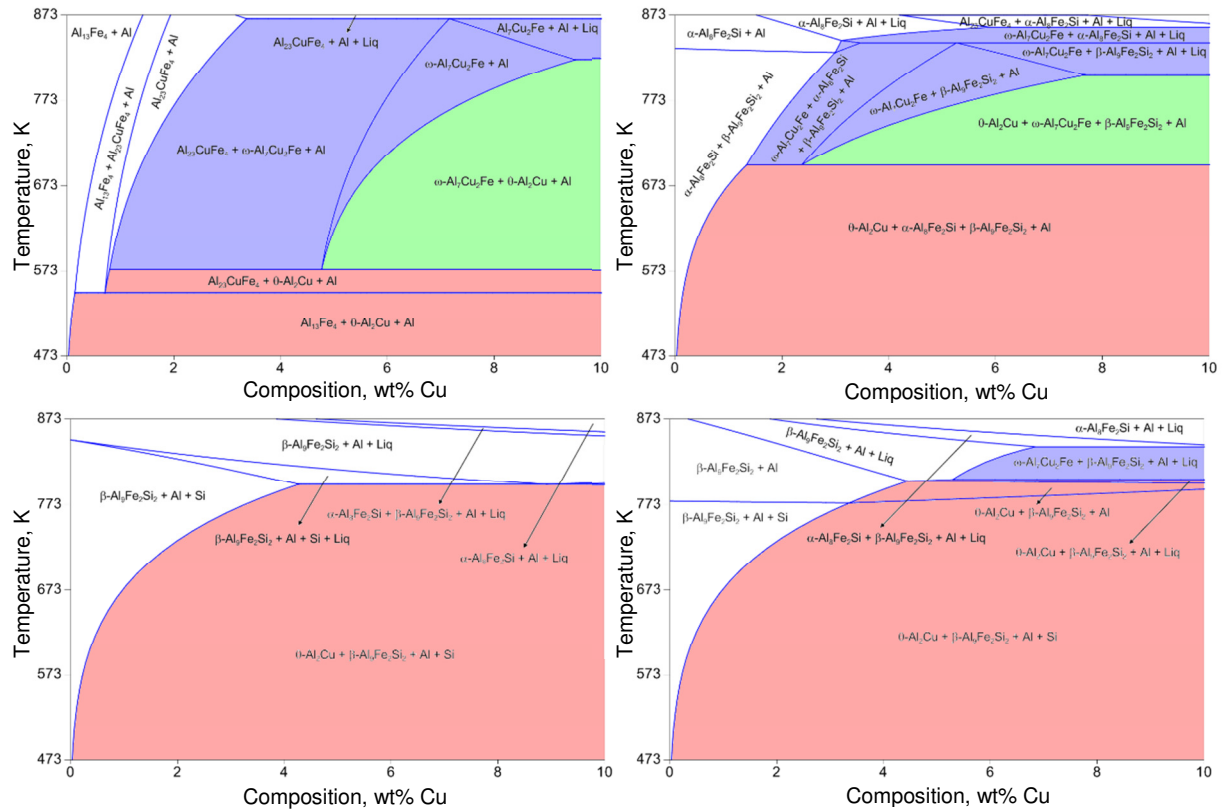 873
773
673
573
473
Temperature, K
Al13Fe4 + Al
Al13Fe4 + Al23CuFe4 + Al
Al23CuFe4 + Al
Al23CuFe4 + Al + Liq
Al7Cu2Fe + Al + Liq
ω-Al7Cu2Fe + Al
Al23CuFe4 + ω-Al7Cu2Fe + Al
ω-Al7Cu2Fe + θ-Al2Cu + Al
Al23CuFe4 + θ-Al2Cu + Al
Al13Fe4 + θ-Al2Cu + Al
0 2 4 6 8 10
Composition, wt% Cu
873
773
673
573
473
Temperature, K
α-Al8Fe2Si + Al + Liq
Al23CuFe4 + α-Al8Fe2Si + Al + Liq
α-Al8Fe2Si + Al
ω-Al7Cu2Fe + α-Al8Fe2Si + Al + Liq
ω-Al7Cu2Fe + β-Al9Fe2Si2 + Al + Liq
α-Al8Fe2Si + β-Al9Fe2Si2 + Al
ω-Al7Cu2Fe + α-Al8Fe2Si
+ β-Al9Fe2Si2 + Al
ω-Al7Cu2Fe + β-Al9Fe2Si2 + Al
θ-Al2Cu + ω-Al7Cu2Fe + β-Al9Fe2Si2 + Al
θ-Al2Cu + α-Al8Fe2Si + β-Al9Fe2Si2 + Al
0 2 4 6 8 10
Composition, wt% Cu
873
773
673
573
473
Temperature, K
β-Al9Fe2Si2 + Al + Liq
β-Al9Fe2Si2 + Al + Si
α-Al8Fe2Si + β-Al9Fe2Si2 + Al + Liq
β-Al9Fe2Si2 + Al + Si + Liq
α-Al8Fe2Si + Al + Liq
θ-Al2Cu + β-Al9Fe2Si2 + Al + Si
0 2 4 6 8 10
Composition, wt% Cu
873
773
673
573
473
Temperature, K
α-Al8Fe2Si + Al + Liq
β-Al9Fe2Si2 + Al + Liq
β-Al9Fe2Si2 + Al
ω-Al7Cu2Fe + β-Al9Fe2Si2 + Al + Liq
β-Al9Fe2Si2 + Al + Si
θ-Al2Cu + β-Al9Fe2Si2 + Al
α-Al8Fe2Si + β-Al9Fe2Si2 + Al + Liq
θ-Al2Cu + β-Al9Fe2Si2 + Al + Liq
θ-Al2Cu + β-Al9Fe2Si2 + Al + Si
0 2 4 6 8 10
Composition, wt% Cu